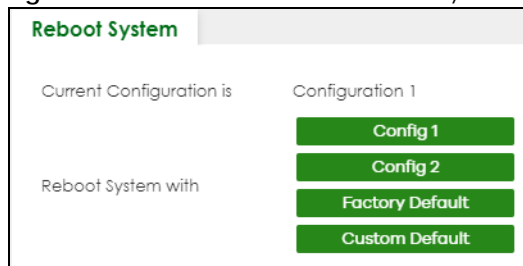 Reboot System
Current Configuration is Configuration 1
Config 1
Config 2
Reboot System with
Factory Default
Custom Default